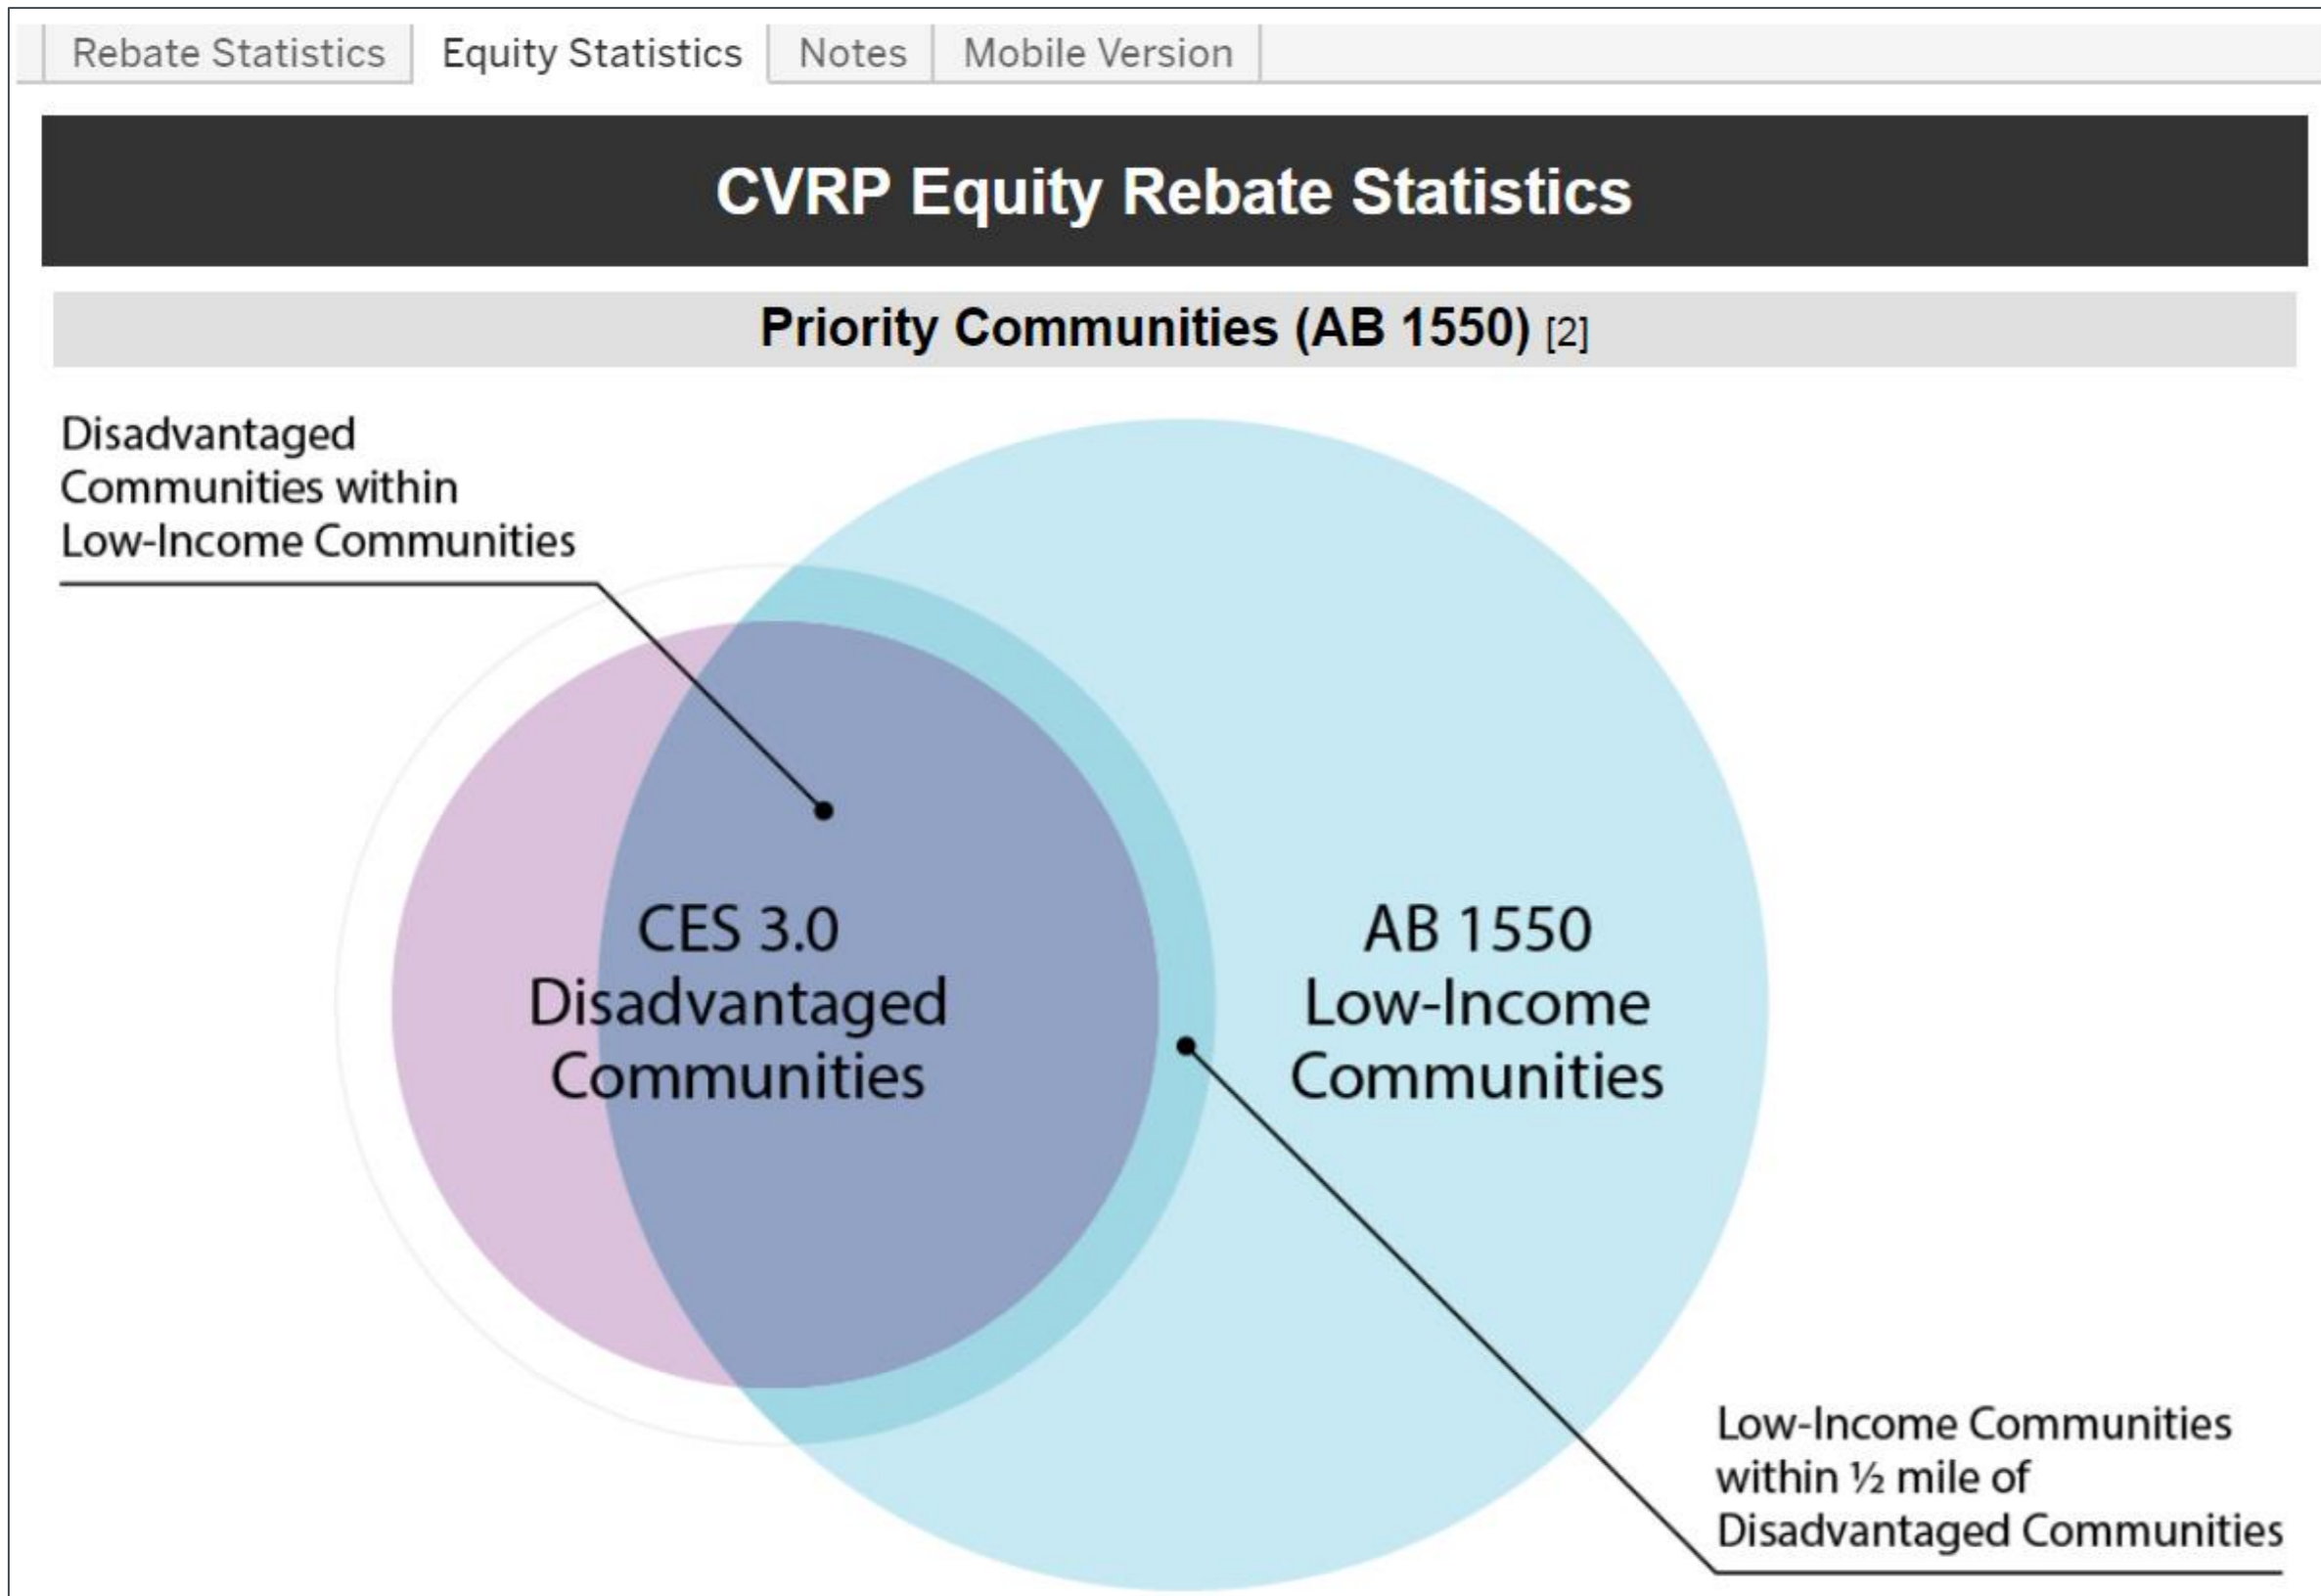 Rebate Statistics
Equity Statistics
Notes
Mobile Version
CVRP Equity Rebate Statistics
Priority Communities (AB 1550) [2]
Disadvantaged
Communities within
Low-Income Communities
CES 3.0
Disadvantaged
Communities
AB 1550
Low-Income
Communities
Low-Income Communities
within ½ mile of
Disadvantaged Communities